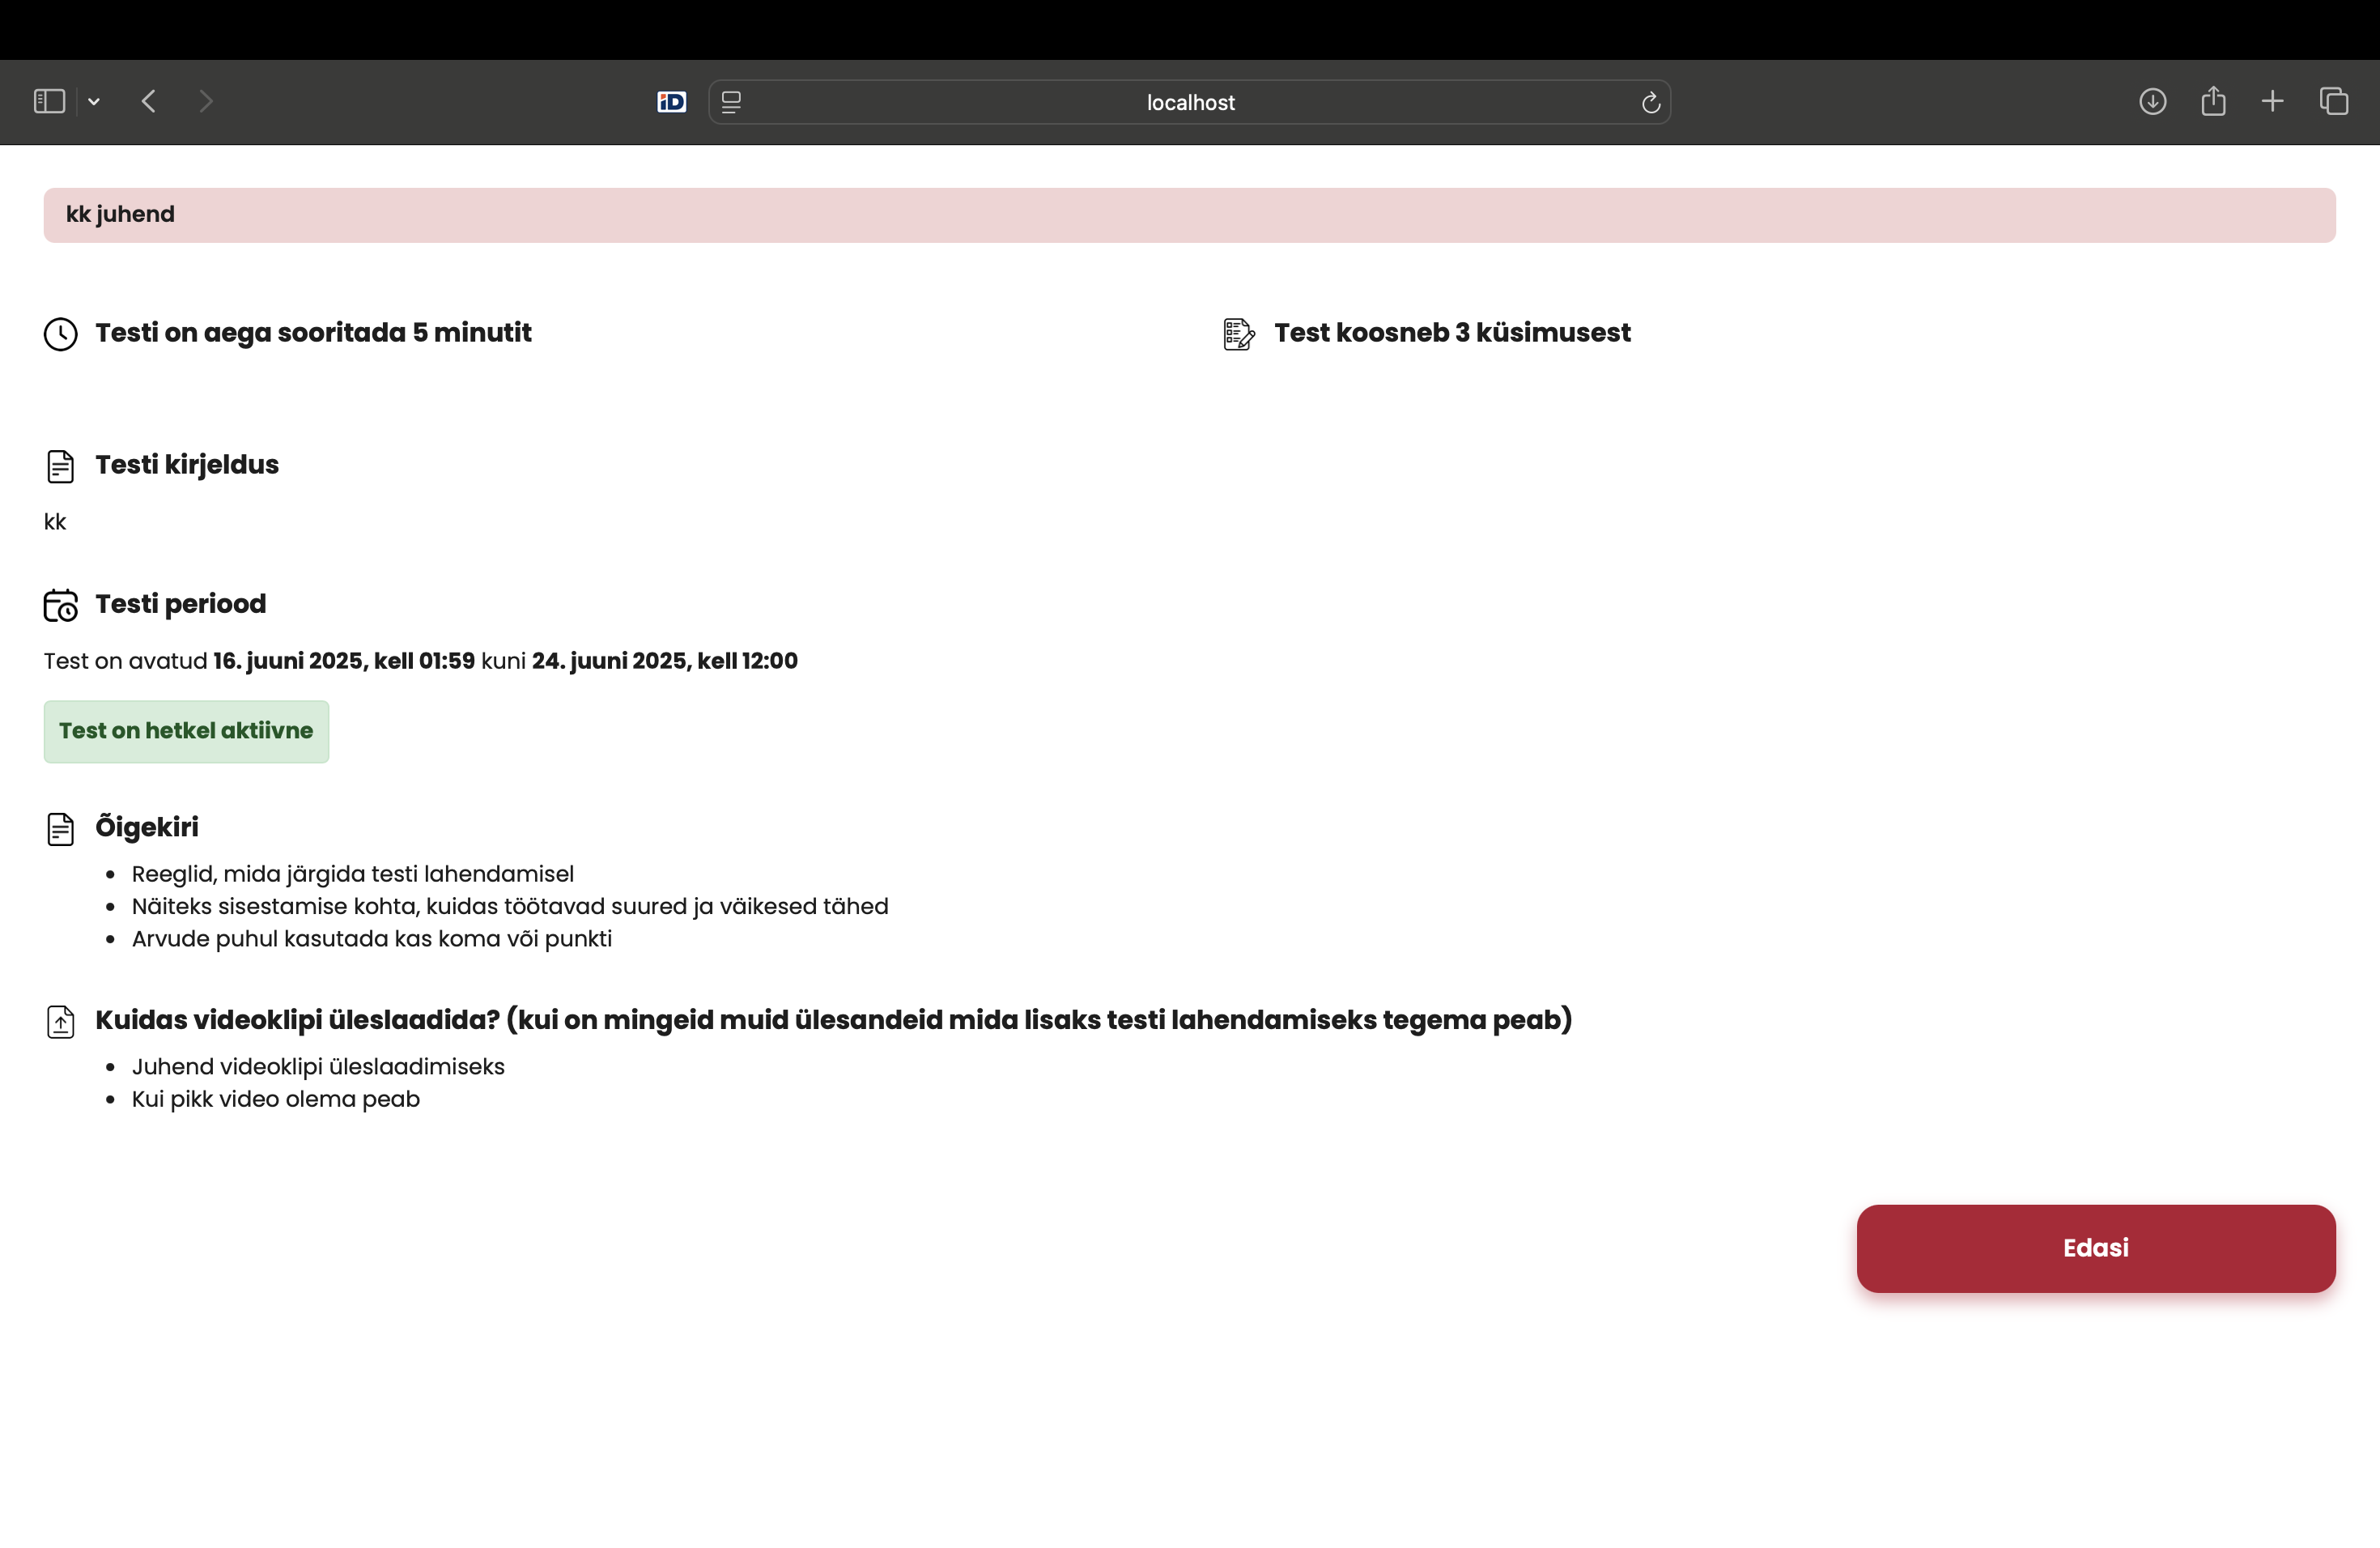 iD
localhost
kk juhend
Testi on aega sooritada 5 minutit
Test koosneb 3 küsimusest
Testi kirjeldus
kk
Testi periood
Test on avatud 16. juuni 2025, kell 01:59 kuni 24. juuni 2025, kell 12:00
Test on hetkel aktiivne
Õigekiri
• Reeglid, mida järgida testi lahendamisel
• Näiteks sisestamise kohta, kuidas töötavad suured ja väikesed tähed
• Arvude puhul kasutada kas koma või punkti
Kuidas videoklipi üleslaadida? (kui on mingeid muid ülesandeid mida lisaks testi lahendamiseks tegema peab)
• Juhend videoklipi üleslaadimiseks
• Kui pikk video olema peab
Edasi